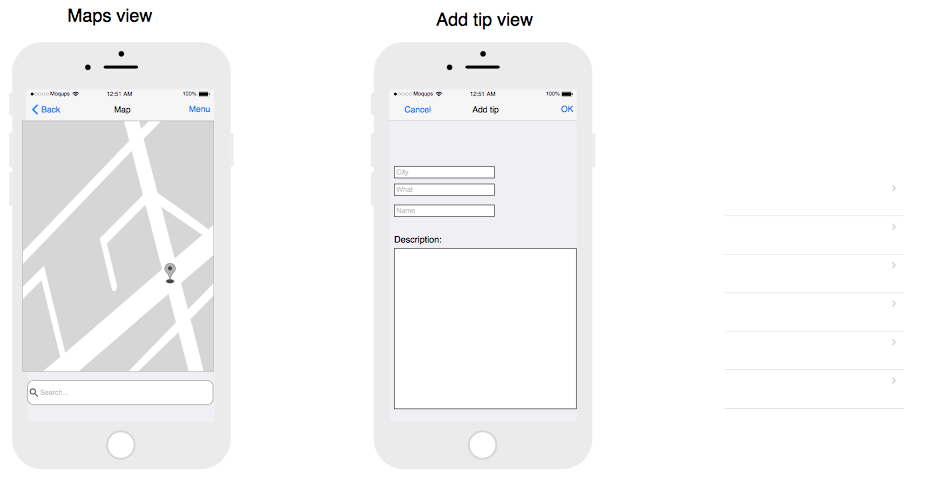 Maps view
Moqups 12:51 AM 100%
Back Map Menu
Search...
Add tip view
Moqups 12:51 AM 100%
Cancel Add tip OK
City
What
Name
Description: